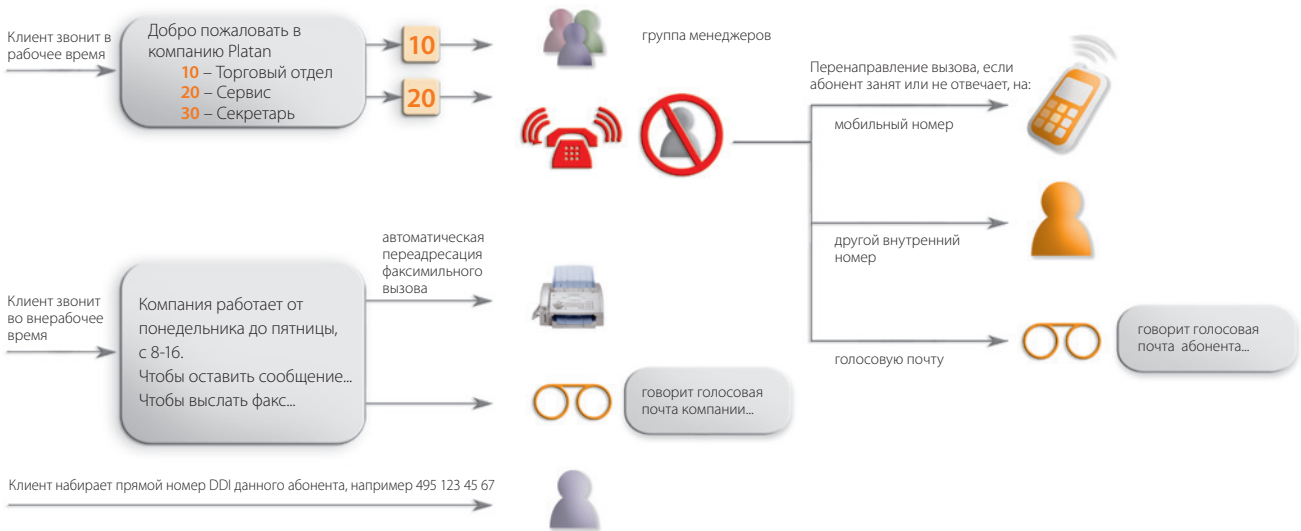 Клиент звонит в
рабочее время
Добро пожаловать в
компанию Platan
10 – Торговый отдел
20 – Сервис
30 – Секретарь
10
20
группа менеджеров
Перенаправление вызова, если
абонент занят или не отвечает, на:
мобильный номер
другой внутренний
номер
голосовую почту
говорит голосовая
почта абонента...
Клиент звонит
во внерабочее
время
Компания работает от
понедельника до пятницы,
с 8-16.
Чтобы оставить сообщение...
Чтобы выслать факс...
автоматическая
переадресация
факсимильного
вызова
говорит голосовая
почта компании...
Клиент набирает прямой номер DDI данного абонента, например 495 123 45 67